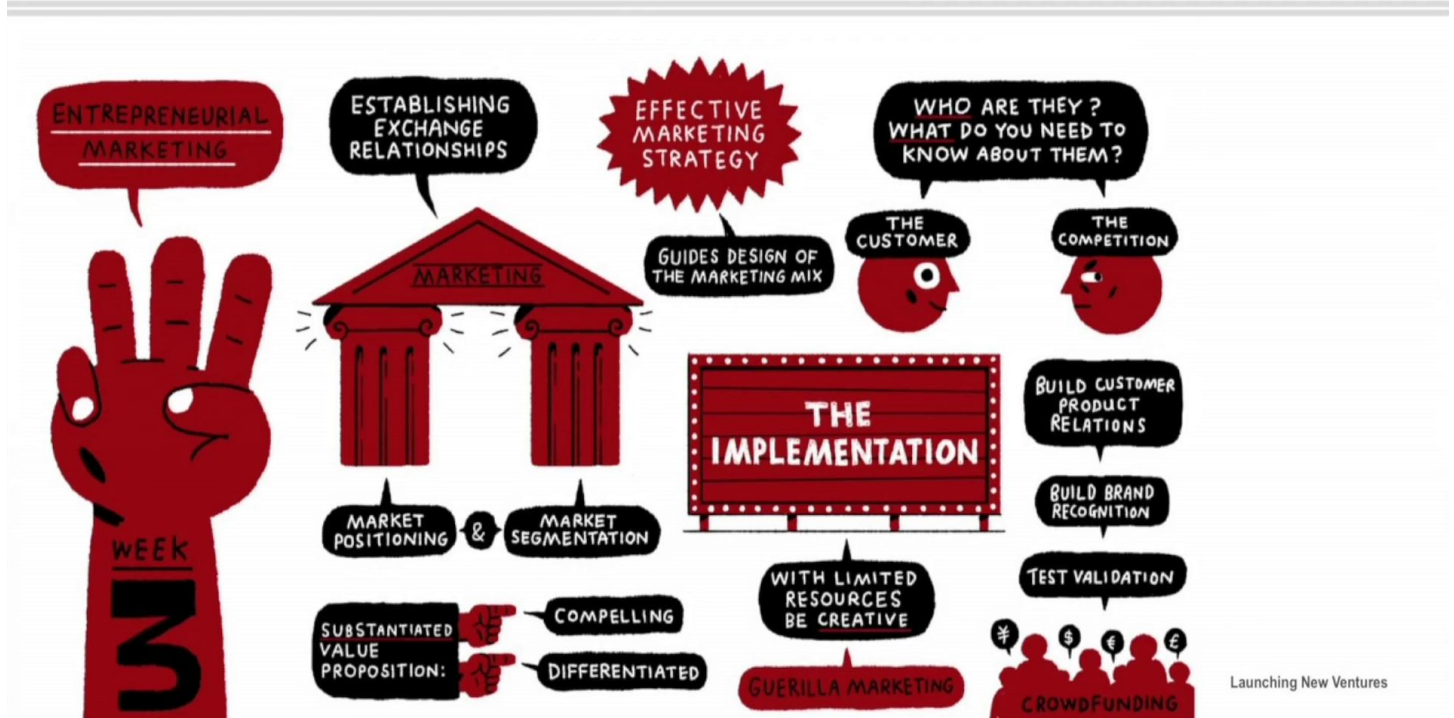 ENTREPRENEURIAL
MARKETING
WEEK
3
ESTABLISHING
EXCHANGE
RELATIONSHIPS
MARKETING
MARKET
POSITIONING
&
MARKET
SEGMENTATION
SUBSTANTIATED
VALUE
PROPOSITION:
COMPELLING
DIFFERENTIATED
EFFECTIVE
MARKETING
STRATEGY
GUIDES DESIGN OF
THE MARKETING MIX
WHO ARE THEY?
WHAT DO YOU NEED TO
KNOW ABOUT THEM?
THE
CUSTOMER
THE
COMPETITION
THE
IMPLEMENTATION
WITH LIMITED
RESOURCES
BE CREATIVE
GUERILLA MARKETING
BUILD CUSTOMER
PRODUCT
RELATIONS
BUILD BRAND
RECOGNITION
TEST VALIDATION
¥ $ € £
CROWDFUNDING
Launching New Ventures